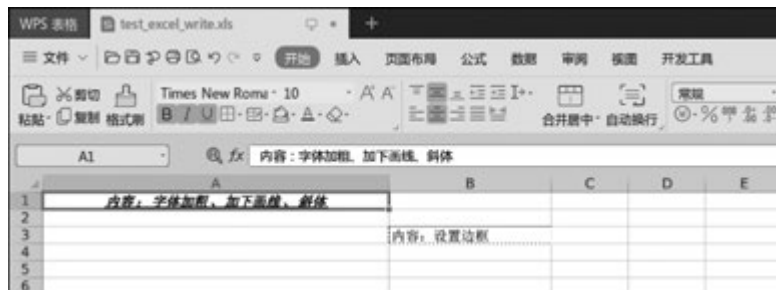 WPS 表格 test_excel_write.xls
文件 开始 插入 页面布局 公式 数据 审阅 视图 开发工具
剪切 Times New Roma 10 常规
粘贴 复制 格式刷 B I U 合并居中 自动换行
A1 fx 内容：字体加粗、加下画线、斜体
A B C D E
1 内容：字体加粗、加下画线、斜体
2
3 内容：设置边框
4
5
6